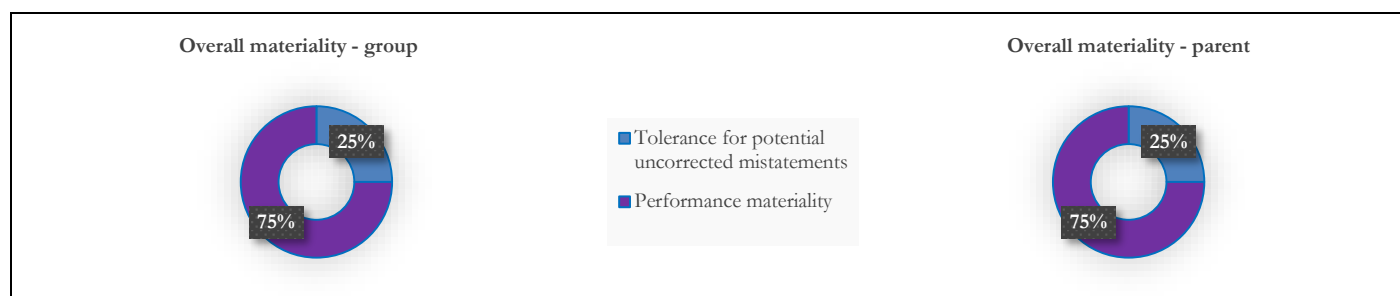 Overall materiality - group
25%
75%
Tolerance for potential
uncorrected mistatements
Performance materiality
Overall materiality - parent
25%
75%